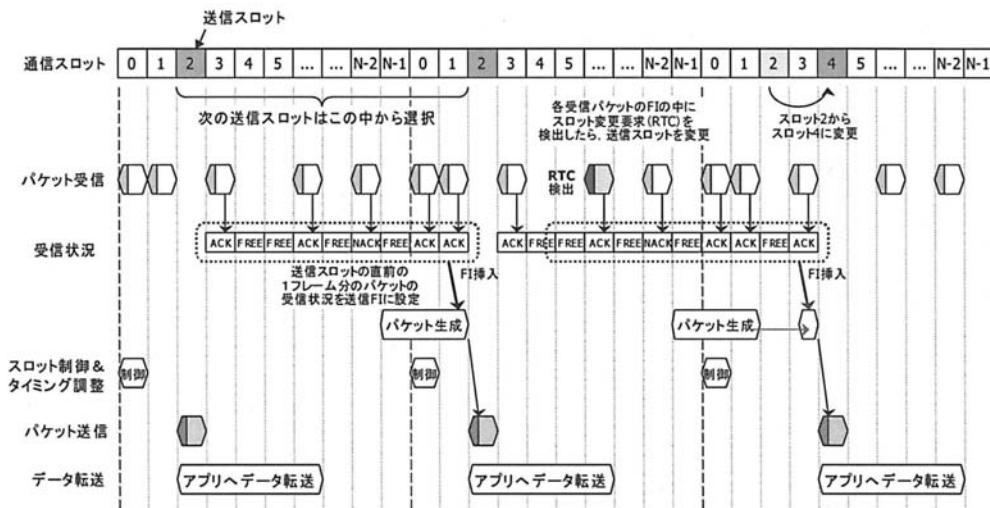 送信スロット
通信スロット 0 1 2 3 4 5 ... ... N-2 N-1 0 1 2 3 4 5 ... ... N-2 N-1 0 1 2 3 4 5 ... ... N-2 N-1
次の送信スロットはこの中から選択
各受信パケットのFIの中に
スロット変更要求(RTC)を
検出したら、送信スロットを変更
スロット2から
スロット4に変更
パケット受信
RTC
検出
受信状況
ACK FREE FREE ACK FREE NACK FREE ACK ACK
ACK FREE FREE ACK FREE NACK FREE ACK ACK FREE ACK
送信スロットの直前の
1フレーム分のパケットの
受信状況を送信FIに設定
FI挿入
FI挿入
パケット生成
パケット生成
スロット制御&
タイミング調整
制御
制御
制御
パケット送信
データ転送
アプリへデータ転送
アプリへデータ転送
アプリへデータ転送